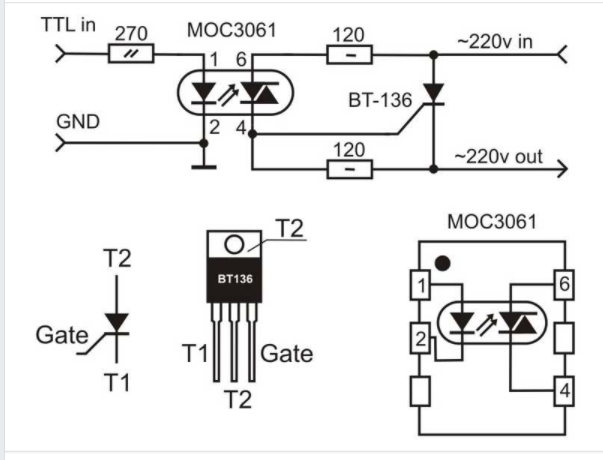 TTL in
270
MOC3061
120
~220v in
1
6
BT-136
GND
2
4
120
~220v out
T2
Gate
T1
T2
BT136
T1
Gate
T2
MOC3061
1
6
2
4